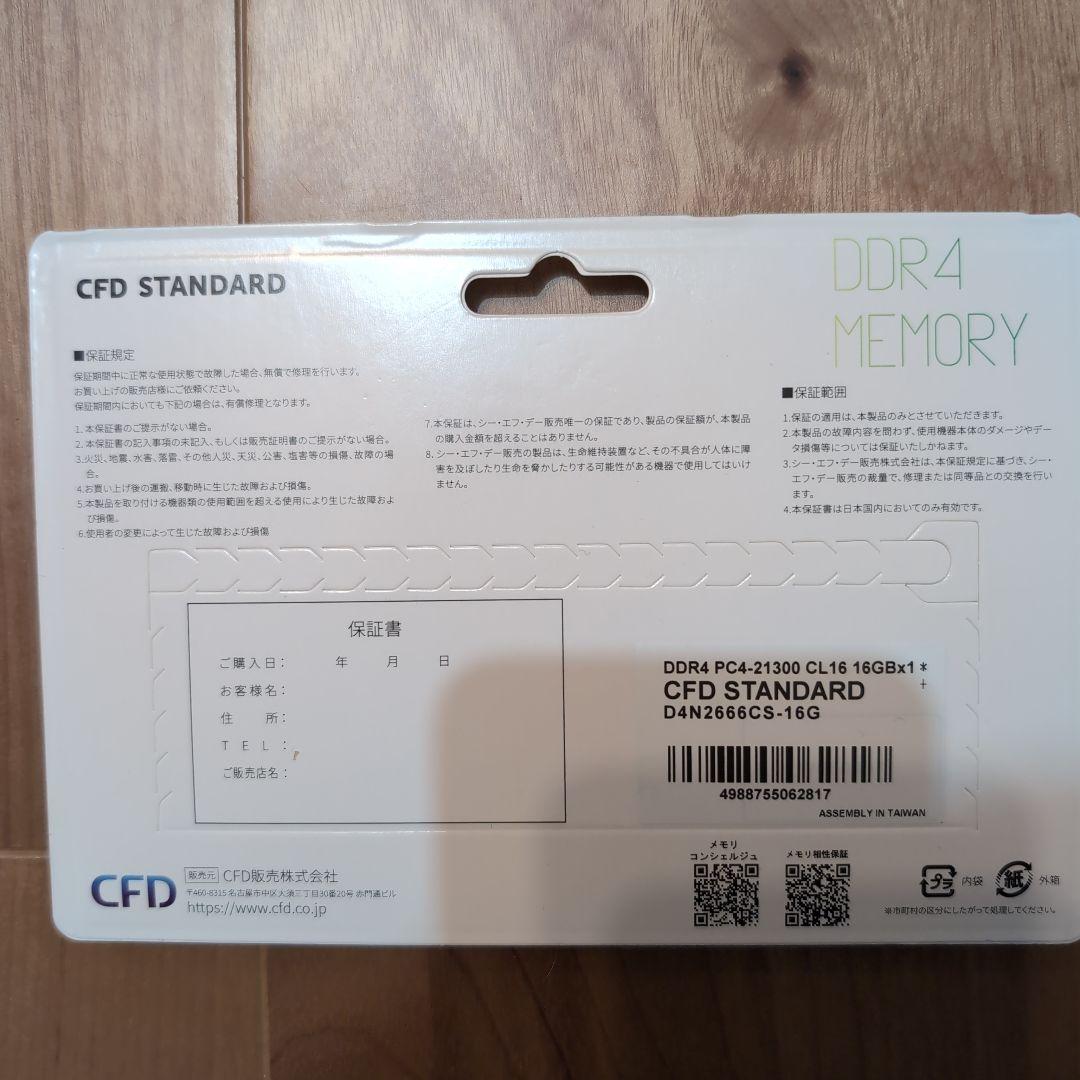 CFD STANDARD
DDR4
MEMORY
■保証規定
保証期間中に正常な使用状態で故障した場合、無償で修理を行います。
お買い上げの販売店様にご依頼ください。
保証期間内においても下記の場合は、有償修理となります。
1.本保証書のご提示がない場合。
2.本保証書の記入事項の未記入、もしくは販売証明書のご提示がない場合。
3.火災、地震、水害、落雷、その他人災、天災、公害、塩害等の損傷、故障の場
合。
4.お買い上げ後の運搬、移動時に生じた故障および損傷。
5.本製品を取り付ける機器類の使用範囲を超える使用により生じた故障およ
び損傷。
6.使用者の変更によって生じた故障および損傷
7.本保証は、シー・エフ・デー販売唯一の保証であり、製品の保証額が、本製品
の購入金額を超えることはありません。
8.シー・エフ・デー販売の製品は、生命維持装置など、その不具合が人体に障
害を及ぼしたり生命を脅かしたりする可能性がある機器で使用してはいけ
ません。
■保証範囲
1.保証の適用は、本製品のみとさせていただきます。
2.本製品の故障内容を問わず、使用機器本体のダメージやデー
タ損傷等については保証いたしかねます。
3.シー・エフ・デー販売株式会社は、本保証規定に基づき、シー・
エフ・デー販売の裁量で、修理または同等品との交換を行い
ます。
4.本保証書は日本国内においてのみ有効です。
保証書
ご購入日： 年 月 日
お客様名：
住 所：
TEL：
ご販売店名：
DDR4 PC4-21300 CL16 16GBx1 *
+
CFD STANDARD
D4N2666CS-16G
4988755062817
ASSEMBLY IN TAIWAN
メモリ
コンシェルジュ
メモリ相性保証
CFD
販売元 CFD販売株式会社
〒460-8315 名古屋市中区大須三丁目30番20号 赤門通ビル
https://www.cfd.co.jp
プラ 内袋
紙 外箱
※市町村の区分にしたがって処理してください。